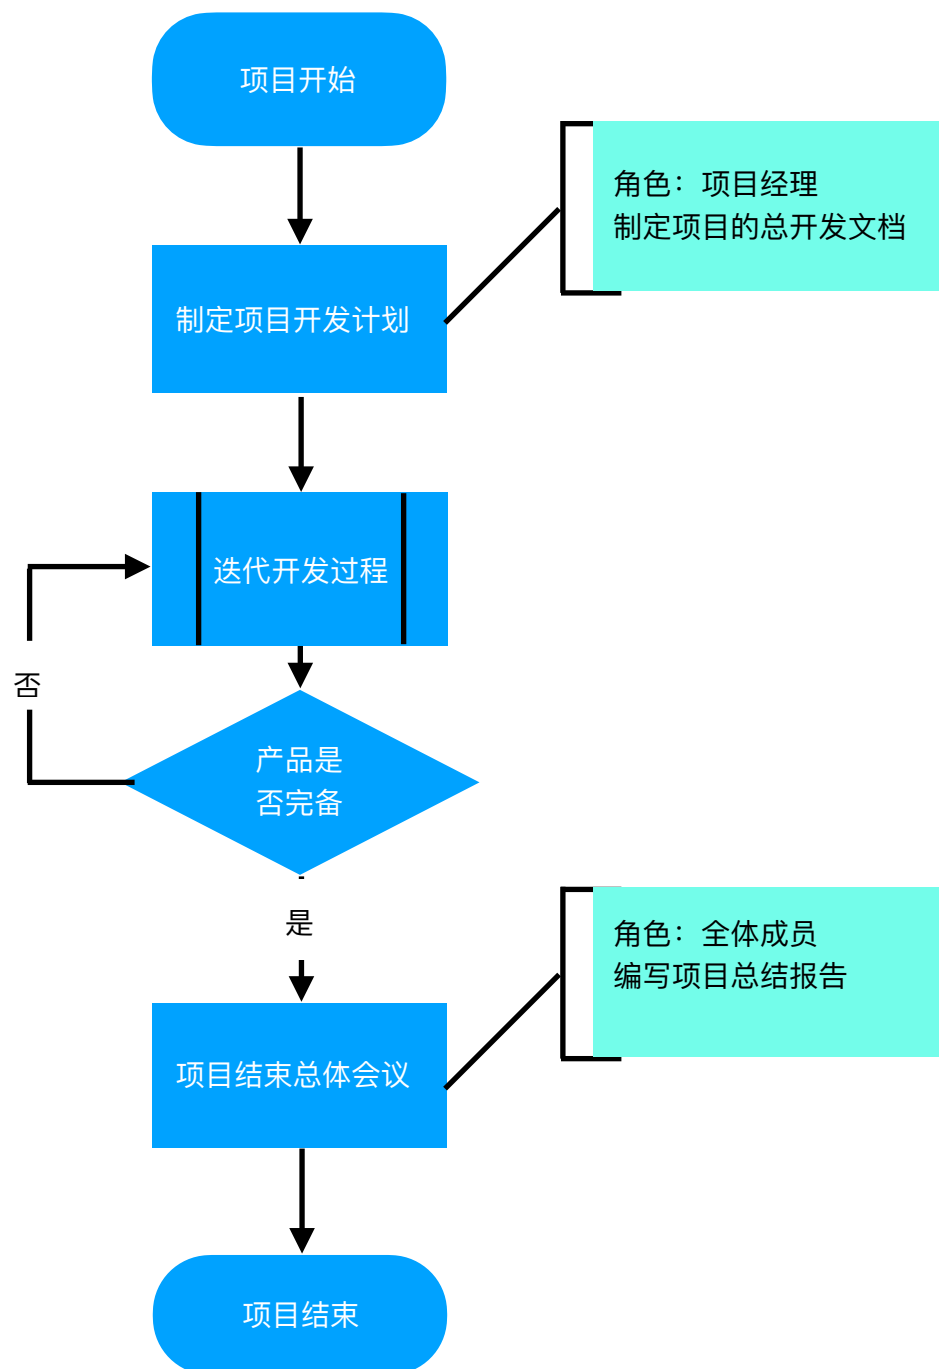 项目开始
角色：项目经理
制定项目的总开发文档
制定项目开发计划
迭代开发过程
否
产品是
否完备
是
角色：全体成员
编写项目总结报告
项目结束总体会议
项目结束